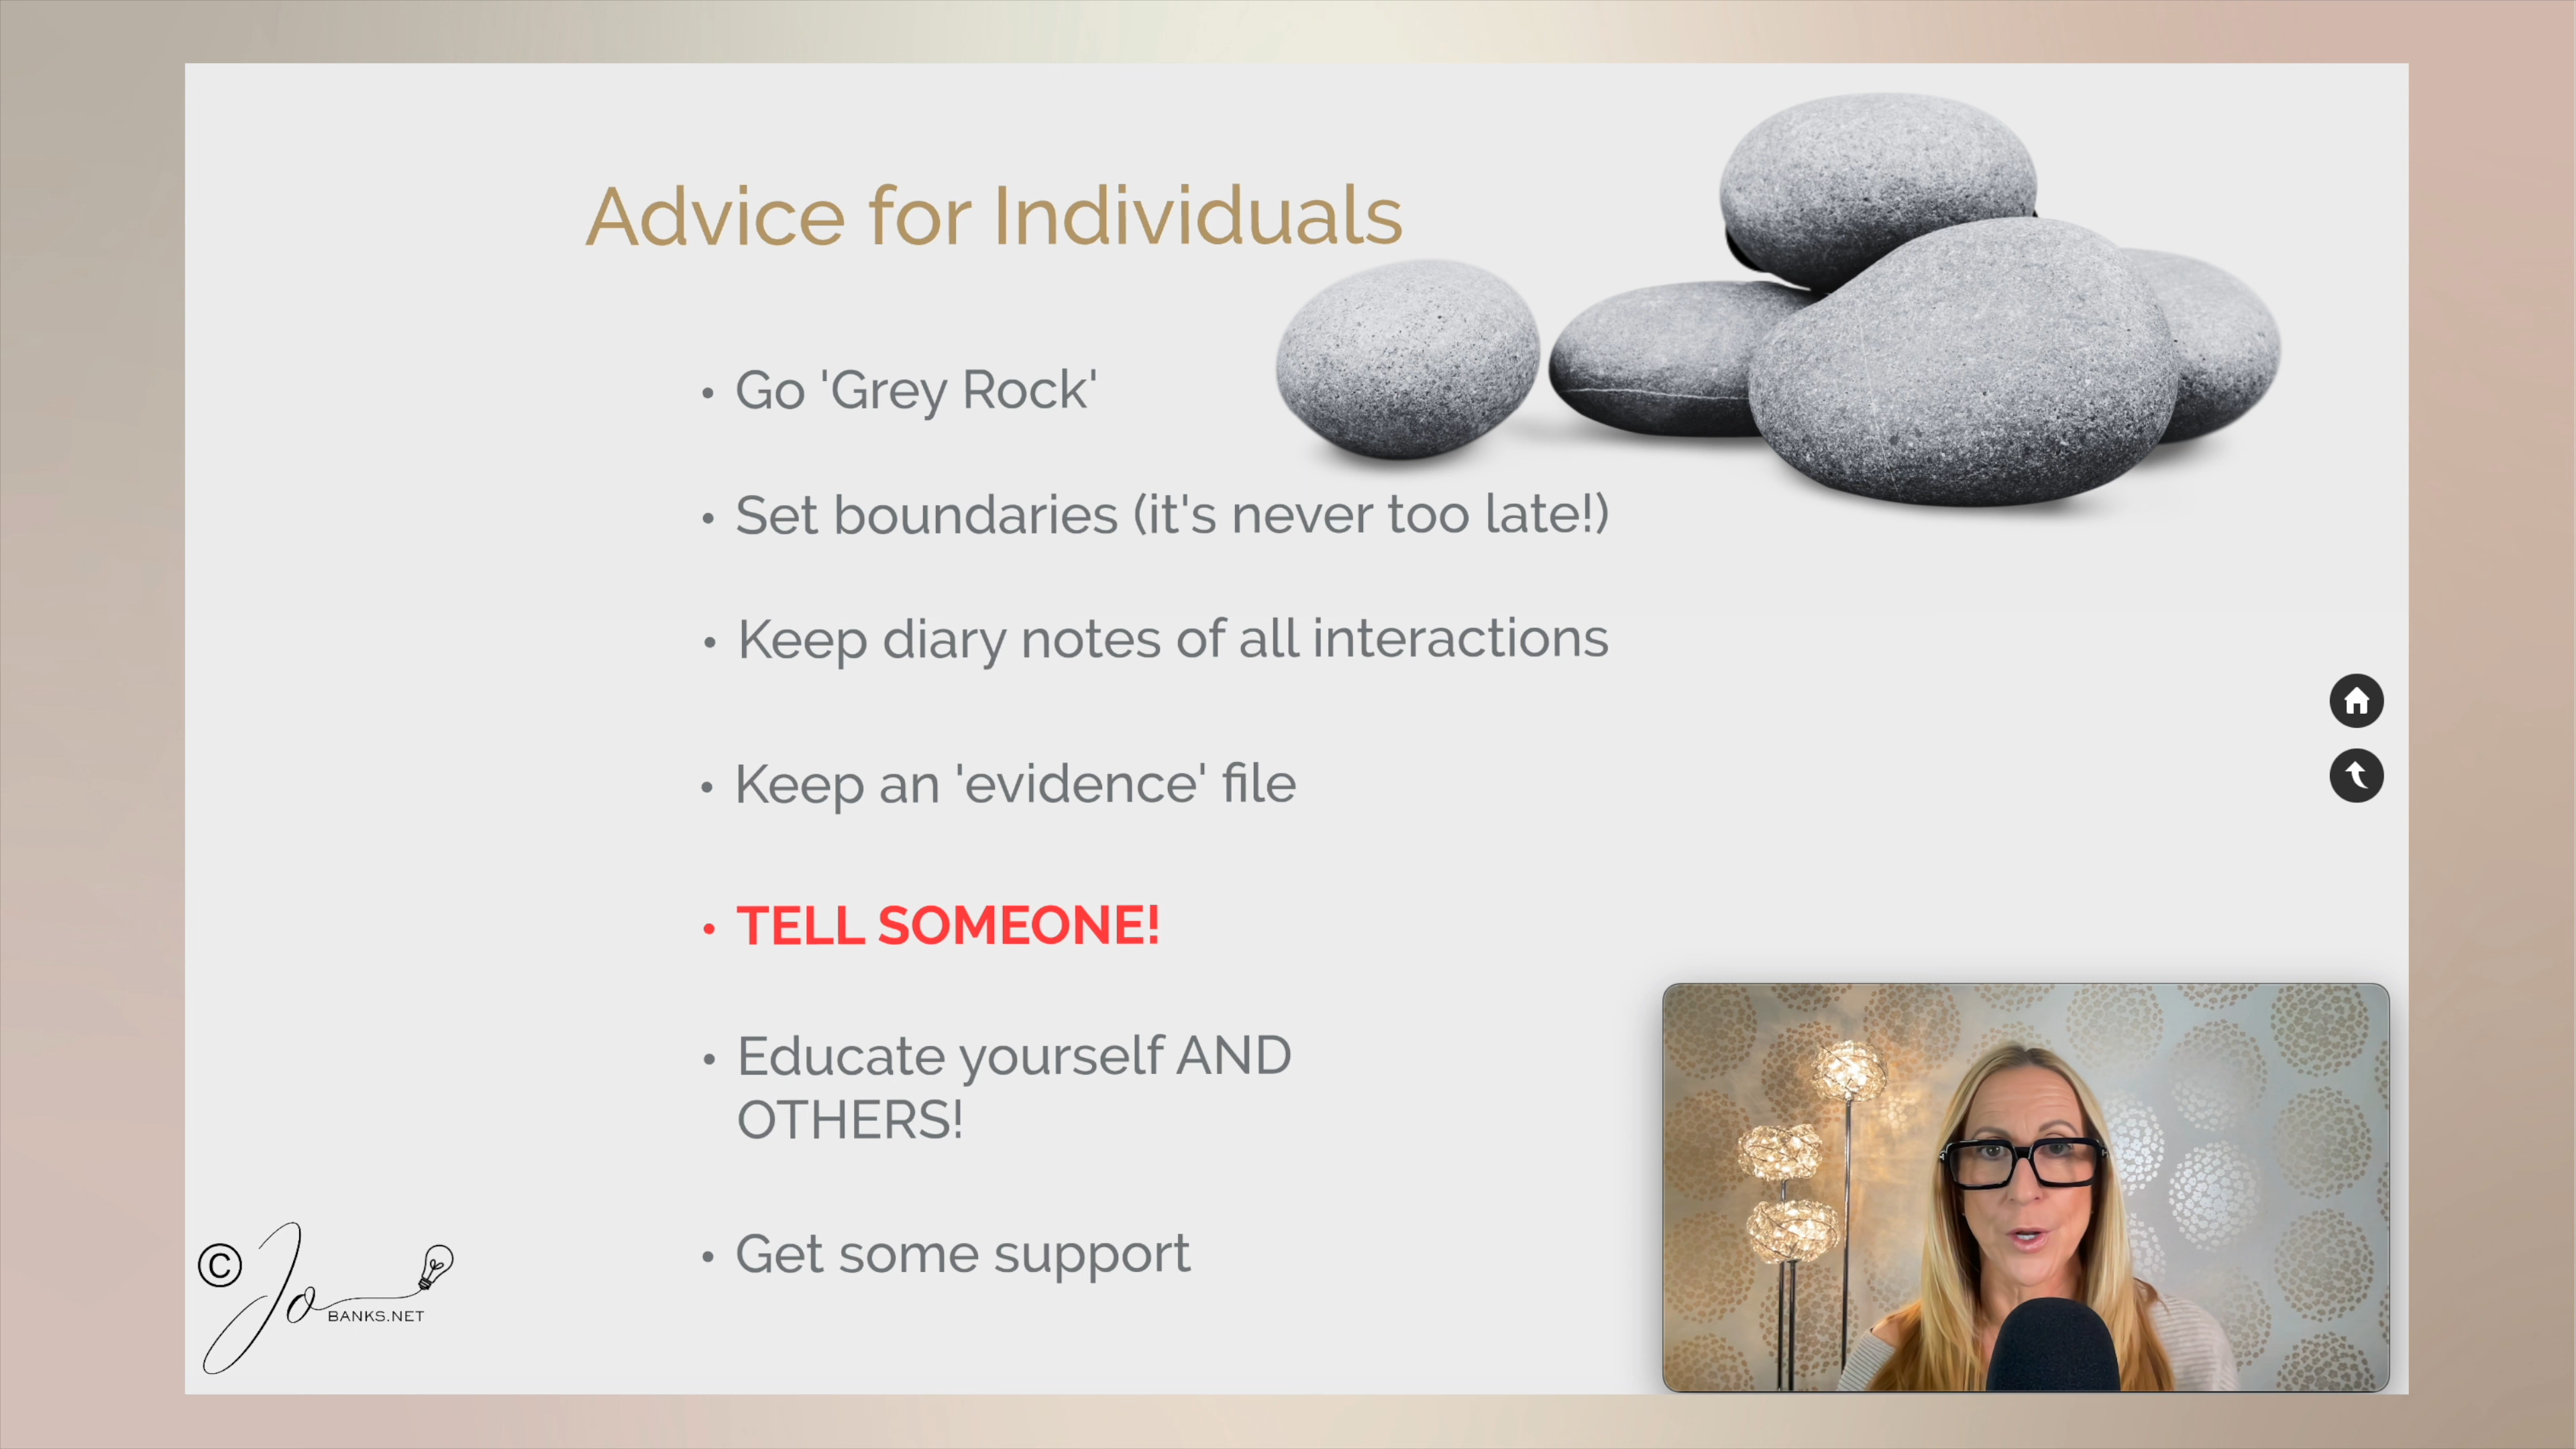 Advice for Individuals
• Go 'Grey Rock'
• Set boundaries (it's never too late!)
• Keep diary notes of all interactions
• Keep an 'evidence' file
• TELL SOMEONE!
• Educate yourself AND
OTHERS!
• Get some support
© Jo
BANKS.NET